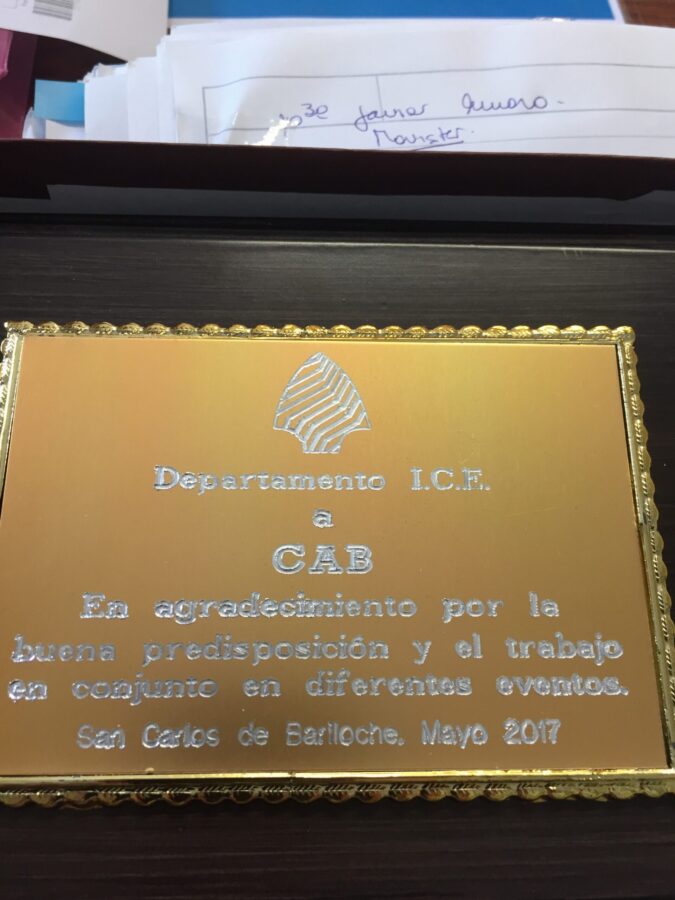 Departamento I.C.E.
a
CAB
En agradecimiento por la
buena predisposición y el trabajo
en conjunto en diferentes eventos.
San Carlos de Bariloche, Mayo 2017